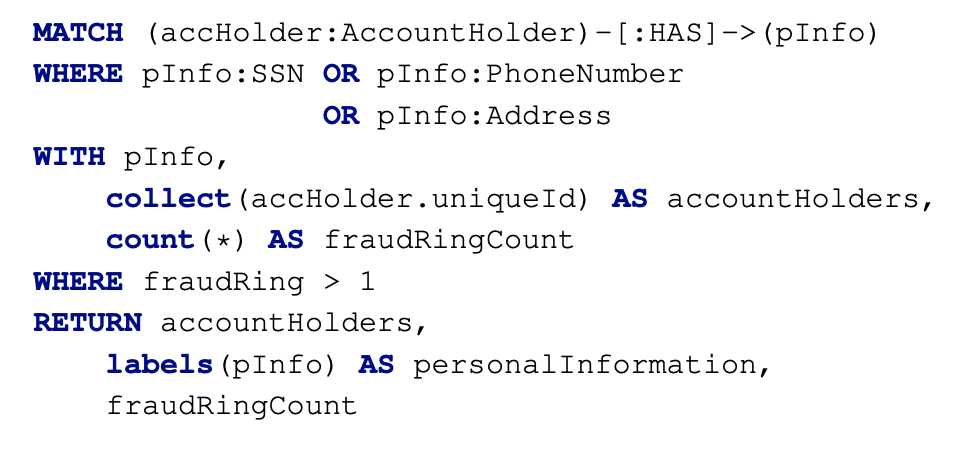 MATCH (accHolder:AccountHolder)-[:HAS]->(pInfo)
WHERE pInfo:SSN OR pInfo:PhoneNumber
OR pInfo:Address
WITH pInfo,
collect(accHolder.uniqueId) AS accountHolders,
count(*) AS fraudRingCount
WHERE fraudRing > 1
RETURN accountHolders,
labels(pInfo) AS personalInformation,
fraudRingCount